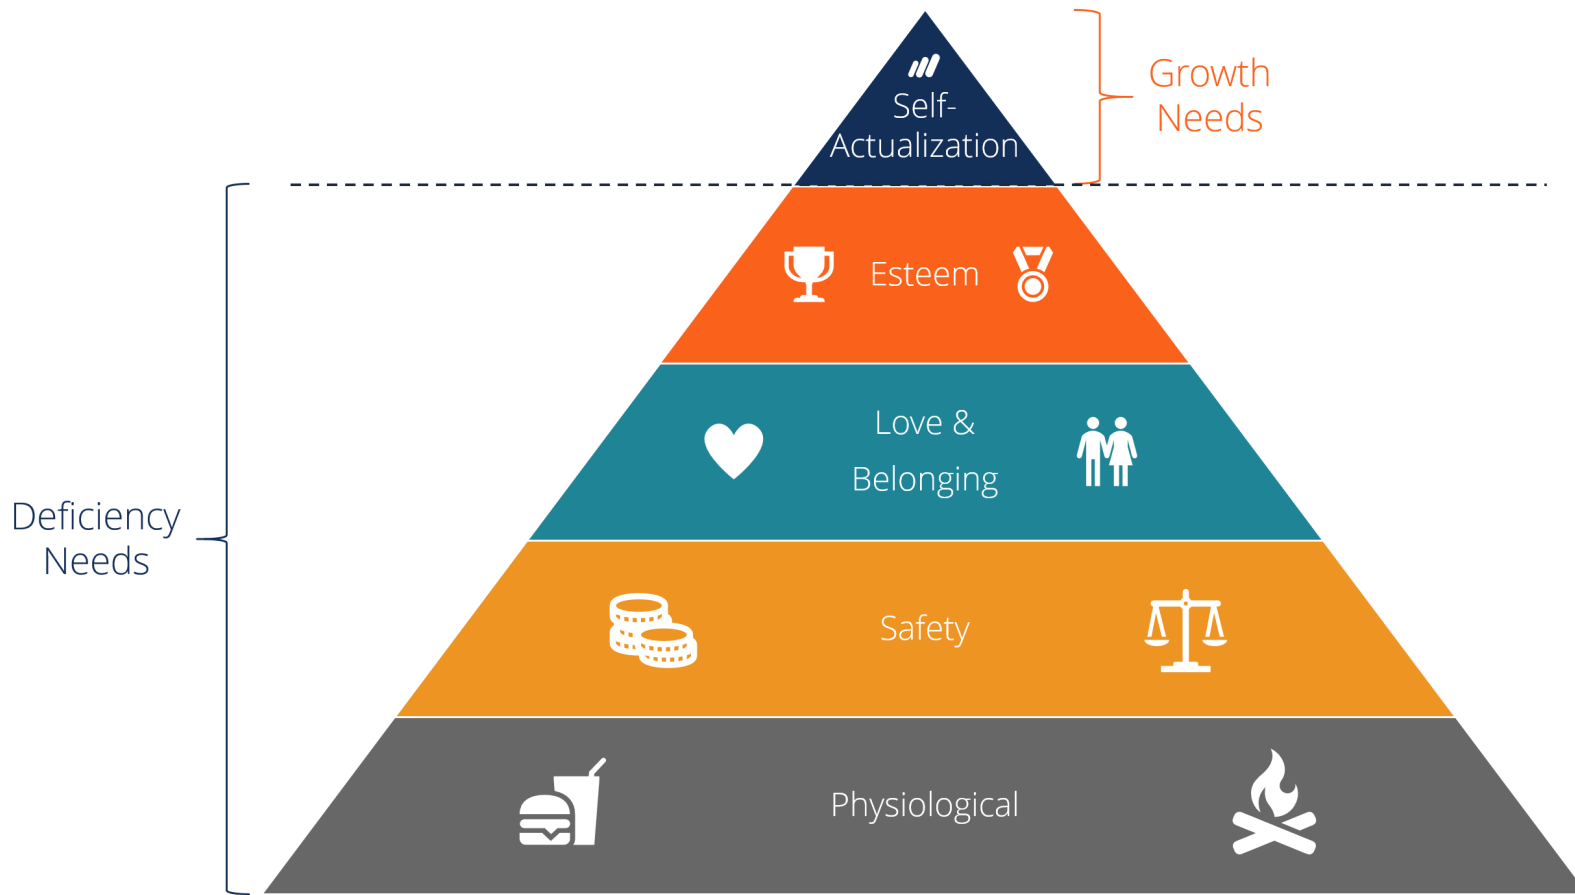 Growth
Needs
Self-
Actualization
Esteem
Love &
Belonging
Deficiency
Needs
Safety
Physiological